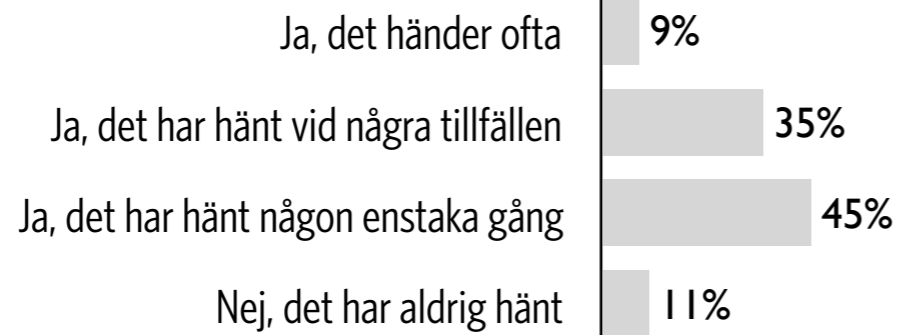 Ja, det händer ofta 9%
Ja, det har hänt vid några tillfällen 35%
Ja, det har hänt någon enstaka gång 45%
Nej, det har aldrig hänt 11%